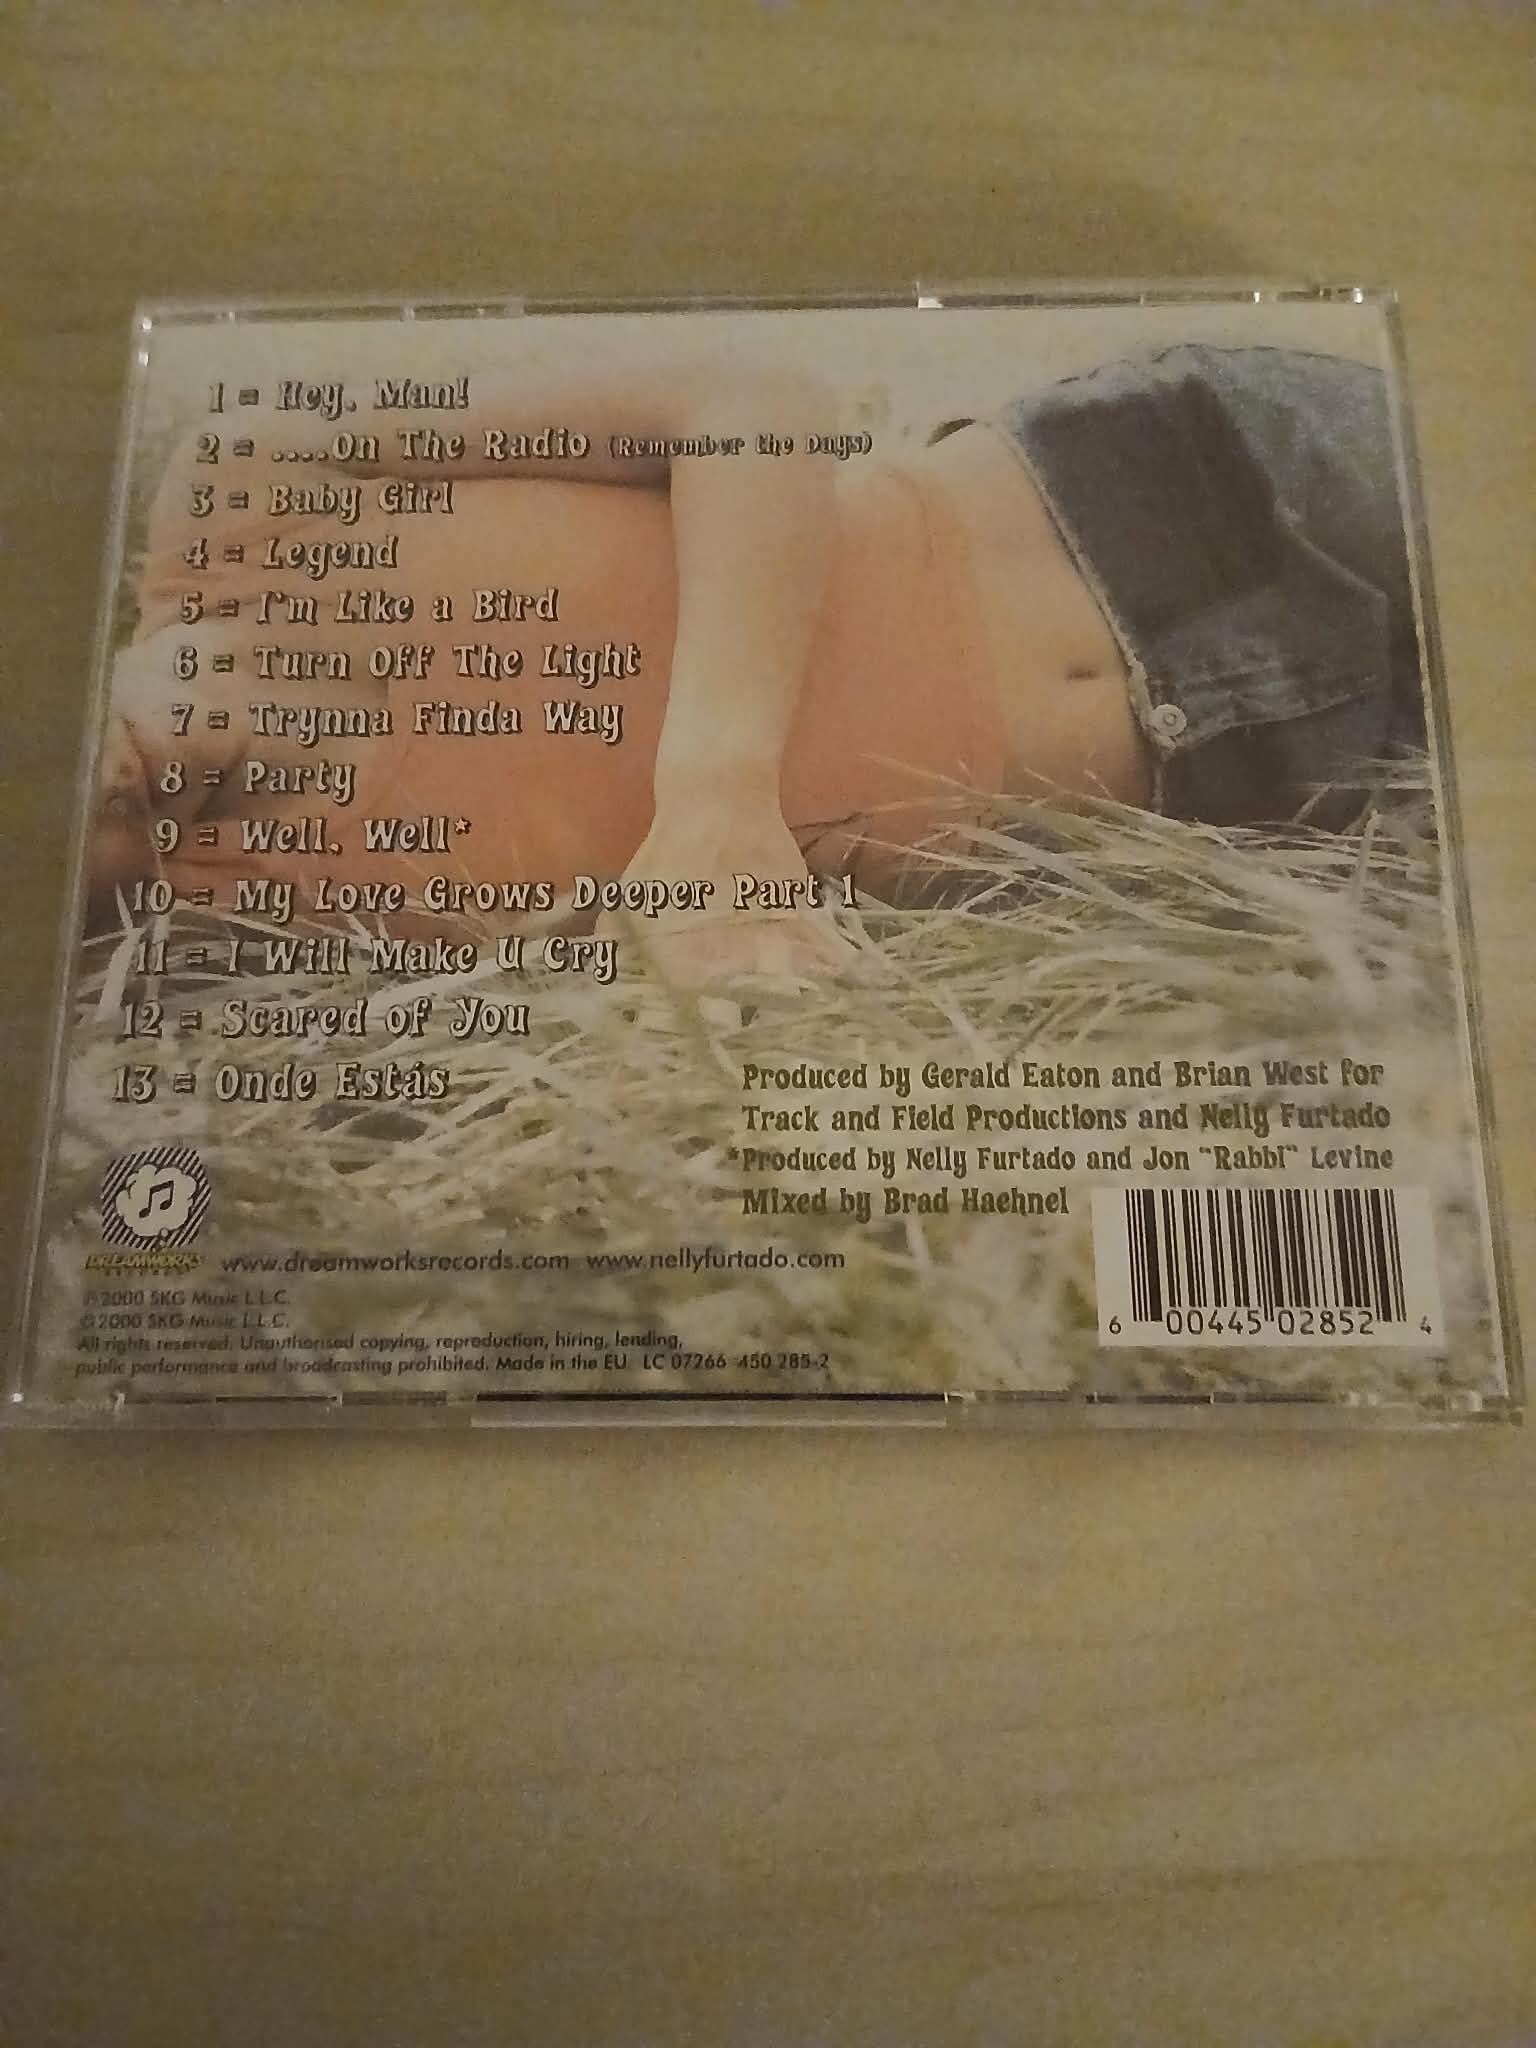 1 = Hey, Man!
2 = ....On The Radio (Remember the Days)
3 = Baby Girl
4 = Legend
5 = I'm Like a Bird
6 = Turn Off The Light
7 = Trynna Finda Way
8 = Party
9 = Well, Well*
10 = My Love Grows Deeper Part 1
11 = I Will Make U Cry
12 = Scared of You
13 = Onde Estás
Produced by Gerald Eaton and Brian West for
Track and Field Productions and Nelly Furtado
*Produced by Nelly Furtado and Jon "Rabbi" Levine
Mixed by Brad Haehnel
DREAMWORKS
RECORDS
www.dreamworksrecords.com www.nellyfurtado.com
℗ 2000 SKG Music L.L.C.
© 2000 SKG Music L.L.C.
All rights reserved. Unauthorised copying, reproduction, hiring, lending,
public performance and broadcasting prohibited. Made in the EU. LC 07266 450 285-2
6 00445 02852 4